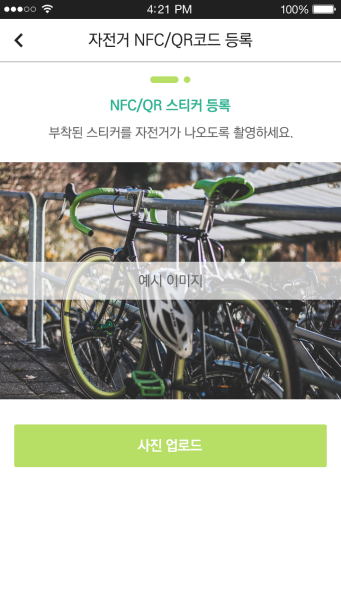 4:21 PM 100%
자전거 NFC/QR코드 등록
NFC/QR 스티커 등록
부착된 스티커를 자전거가 나오도록 촬영하세요.
예시 이미지
사진 업로드